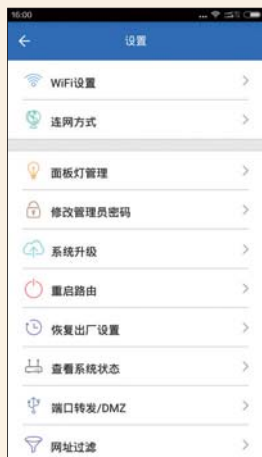 16:00
设置
WiFi设置
连网方式
面板灯管理
修改管理员密码
系统升级
重启路由
恢复出厂设置
查看系统状态
端口转发/DMZ
网址过滤